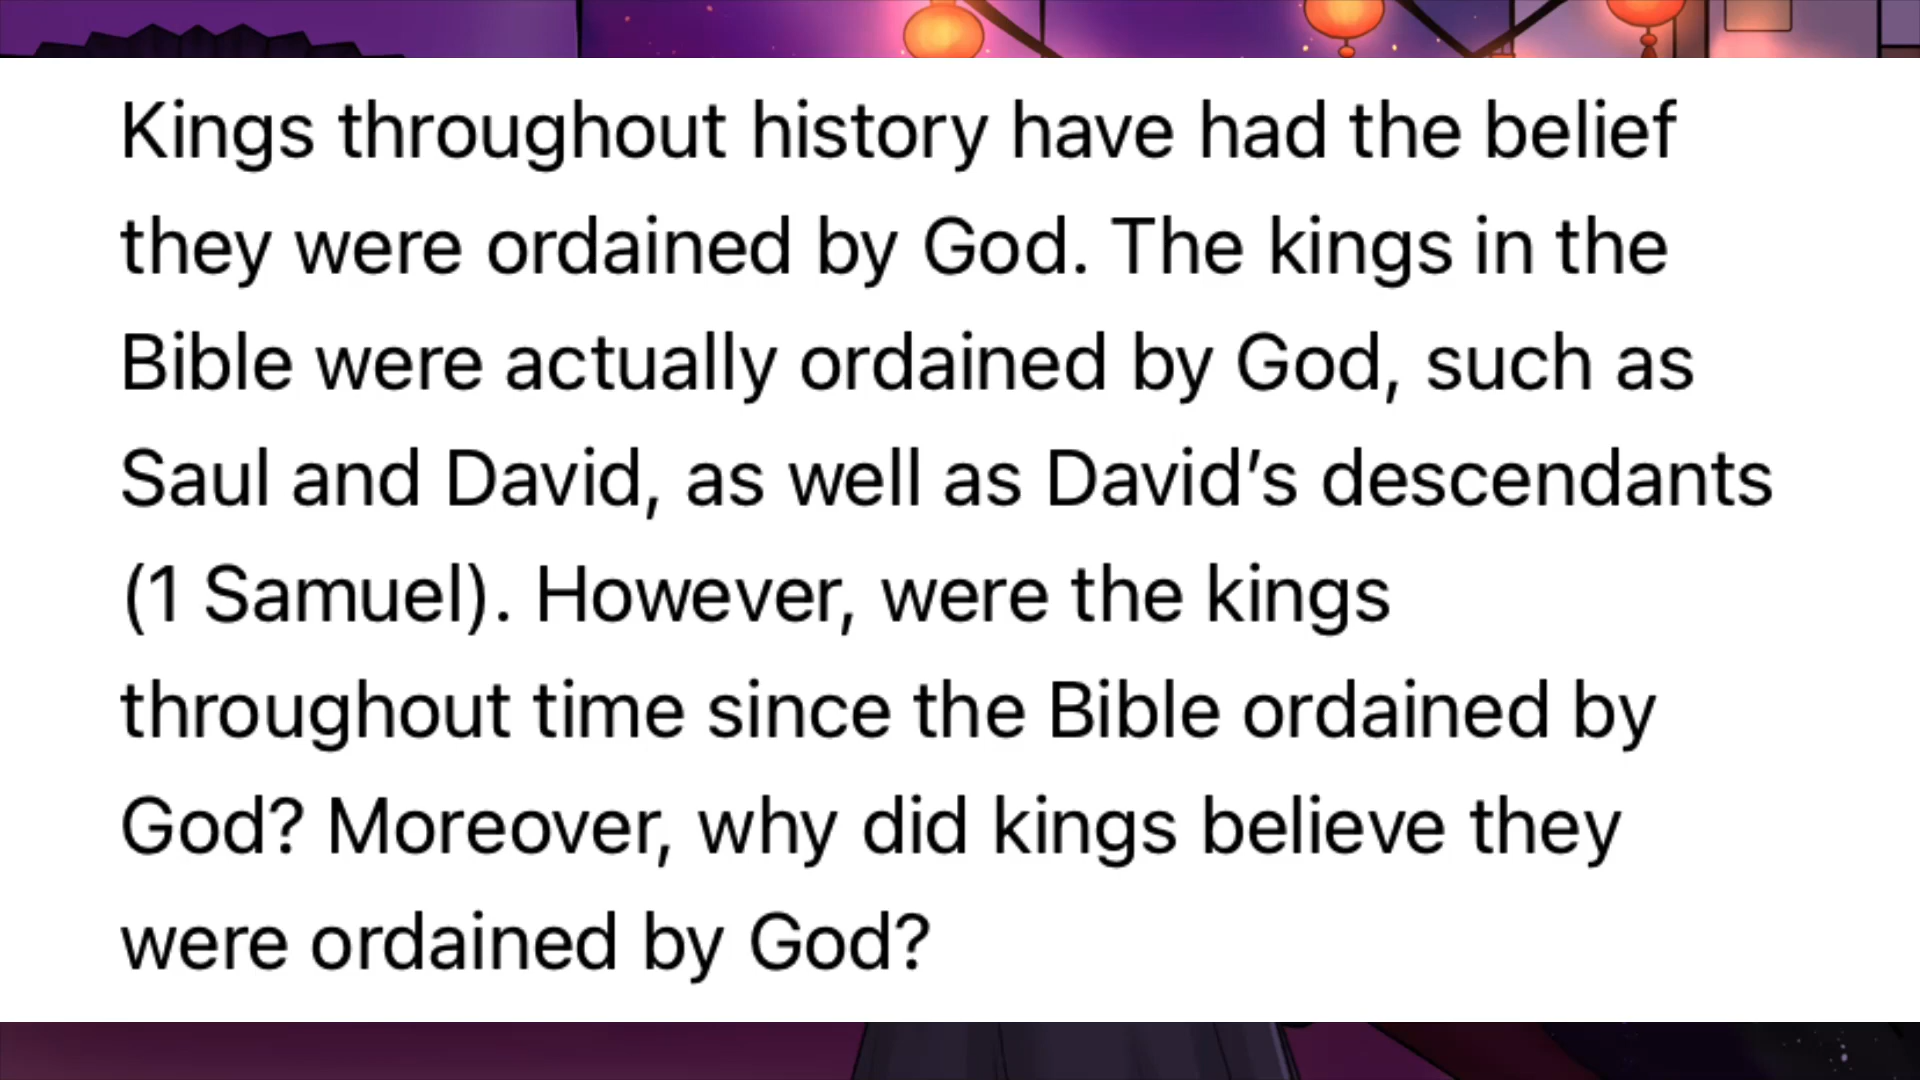 Kings throughout history have had the belief
they were ordained by God. The kings in the
Bible were actually ordained by God, such as
Saul and David, as well as David’s descendants
(1 Samuel). However, were the kings
throughout time since the Bible ordained by
God? Moreover, why did kings believe they
were ordained by God?